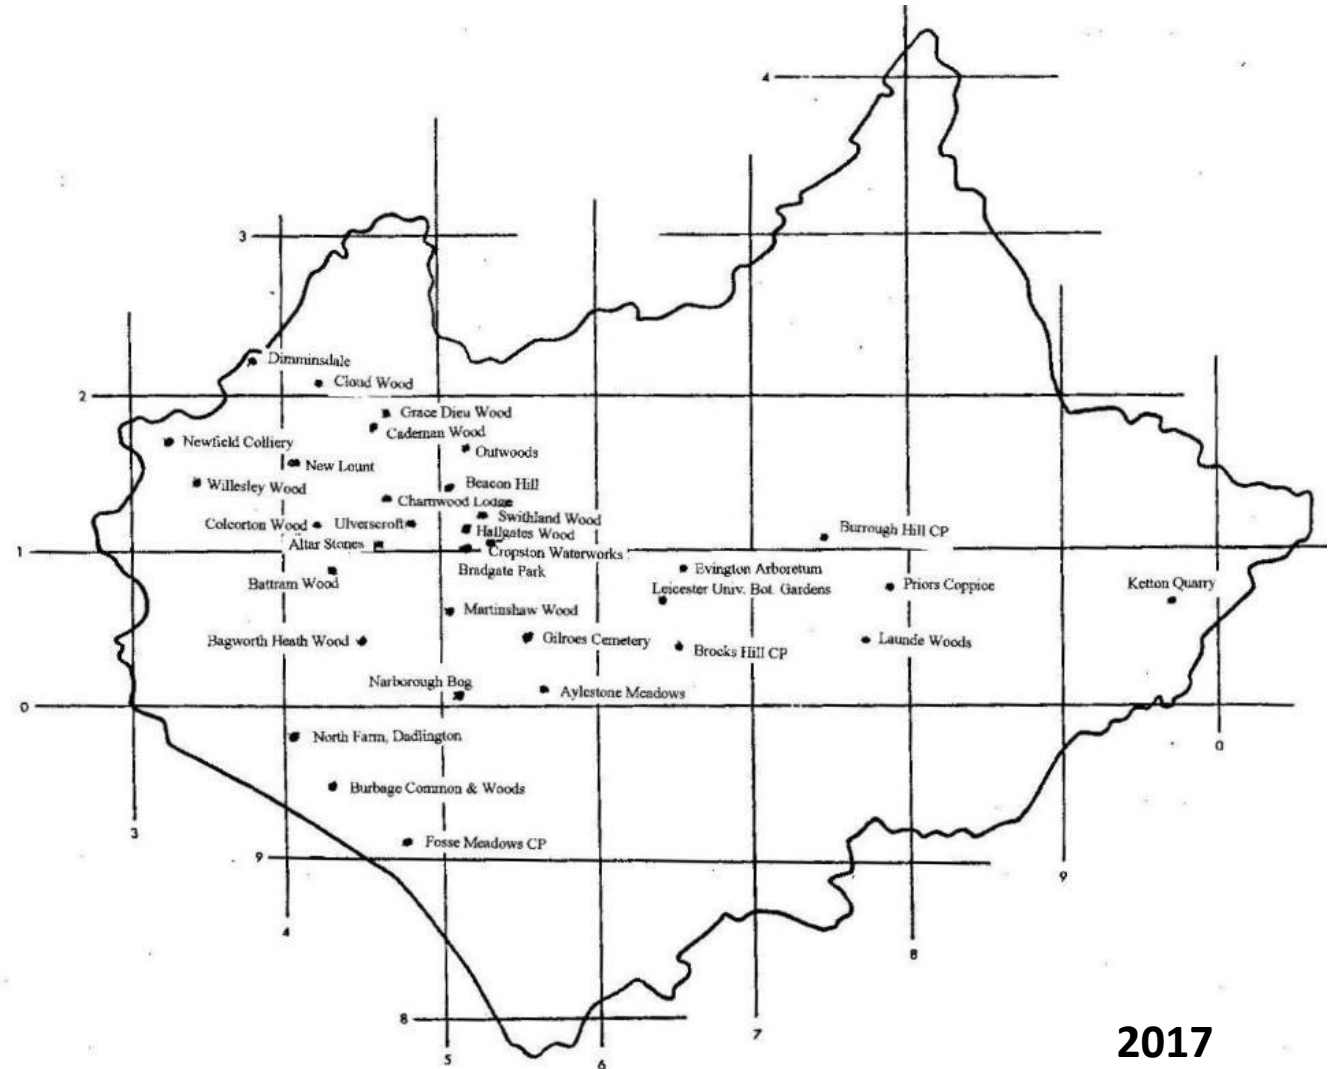 4
3
Dimminsdale
Cloud Wood
2
Grace Dieu Wood
Cademan Wood
Newfield Colliery
Outwoods
New Lount
Willesley Wood
Beacon Hill
Charnwood Lodge
Swithland Wood
Colcorton Wood
Ulverscroft
Hallgates Wood
Burrough Hill CP
Altar Stones
1
Cropston Waterworks
Bradgate Park
Evington Arboretum
Battram Wood
Leicester Univ. Bot. Gardens
Priors Coppice
Ketton Quarry
Martinshaw Wood
Bagworth Heath Wood
Gilroes Cemetery
Brocks Hill CP
Launde Woods
Narborough Bog
Aylestone Meadows
0
North Farm, Dadlington
0
Burbage Common & Woods
3
Fosse Meadows CP
9
9
4
8
8
7
5
6
2017